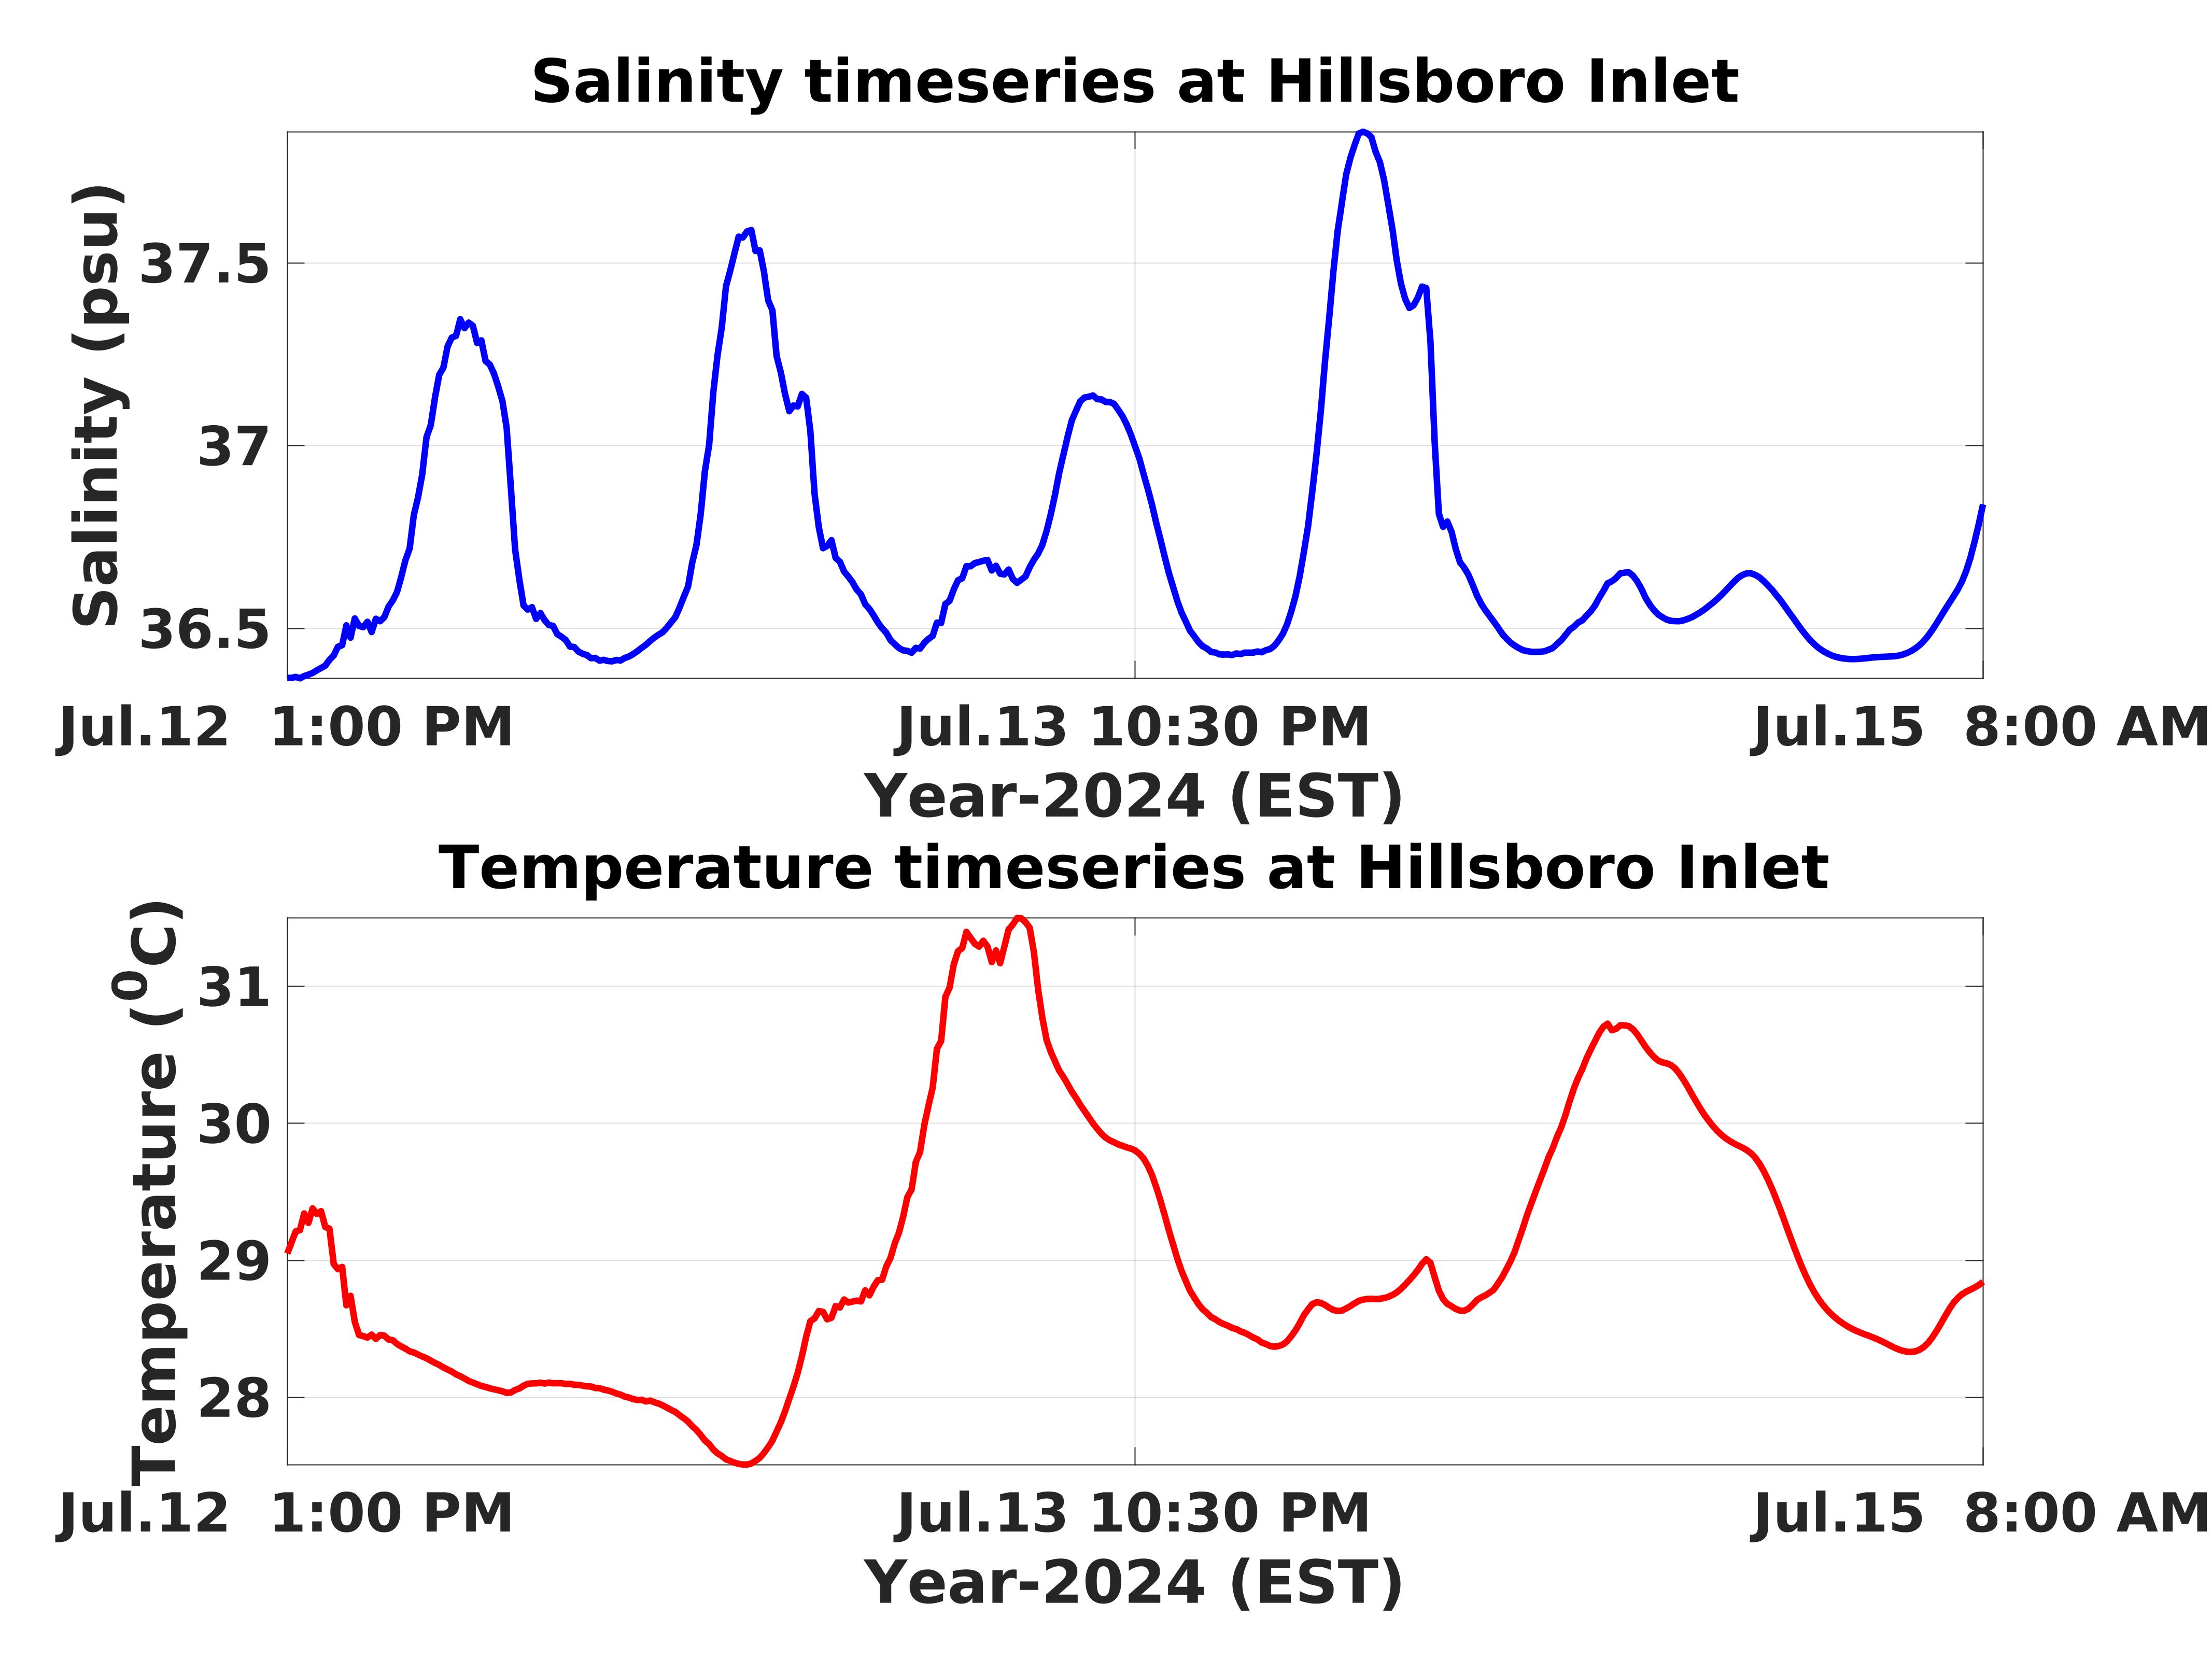 Salinity timeseries at Hillsboro Inlet
Salinity (psu)
37.5
37
36.5
Jul.12  1:00 PM
Jul.13 10:30 PM
Jul.15  8:00 AM
Year-2024 (EST)
Temperature timeseries at Hillsboro Inlet
Temperature (⁰C)
31
30
29
28
Jul.12  1:00 PM
Jul.13 10:30 PM
Jul.15  8:00 AM
Year-2024 (EST)